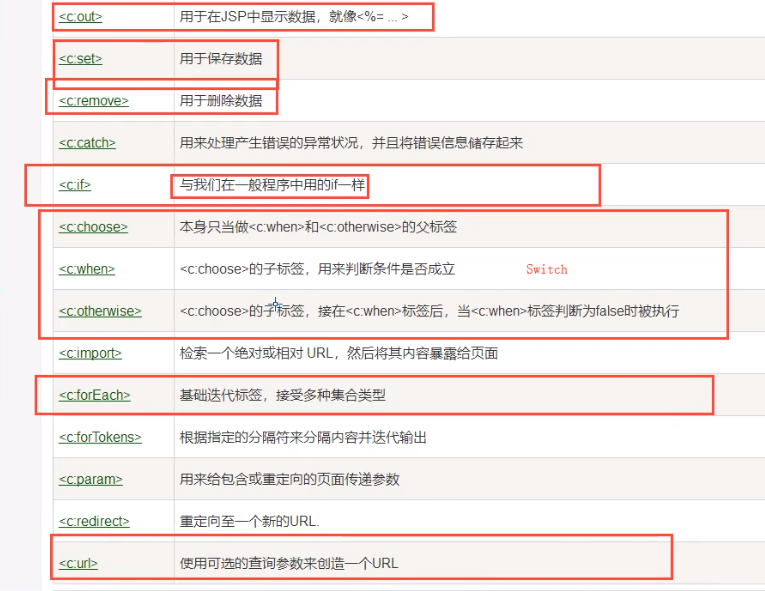 <c:out> 用于在JSP中显示数据，就像<%= ... >
<c:set> 用于保存数据
<c:remove> 用于删除数据
<c:catch> 用来处理产生错误的异常状况，并且将错误信息储存起来
<c:if> 与我们在一般程序中用的if一样
<c:choose> 本身只当做<c:when>和<c:otherwise>的父标签
<c:when> <c:choose>的子标签，用来判断条件是否成立 Switch
<c:otherwise> <c:choose>的子标签，接在<c:when>标签后，当<c:when>标签判断为false时被执行
<c:import> 检索一个绝对或相对 URL，然后将其内容暴露给页面
<c:forEach> 基础迭代标签，接受多种集合类型
<c:forTokens> 根据指定的分隔符来分隔内容并迭代输出
<c:param> 用来给包含或重定向的页面传递参数
<c:redirect> 重定向至一个新的URL.
<c:url> 使用可选的查询参数来创造一个URL